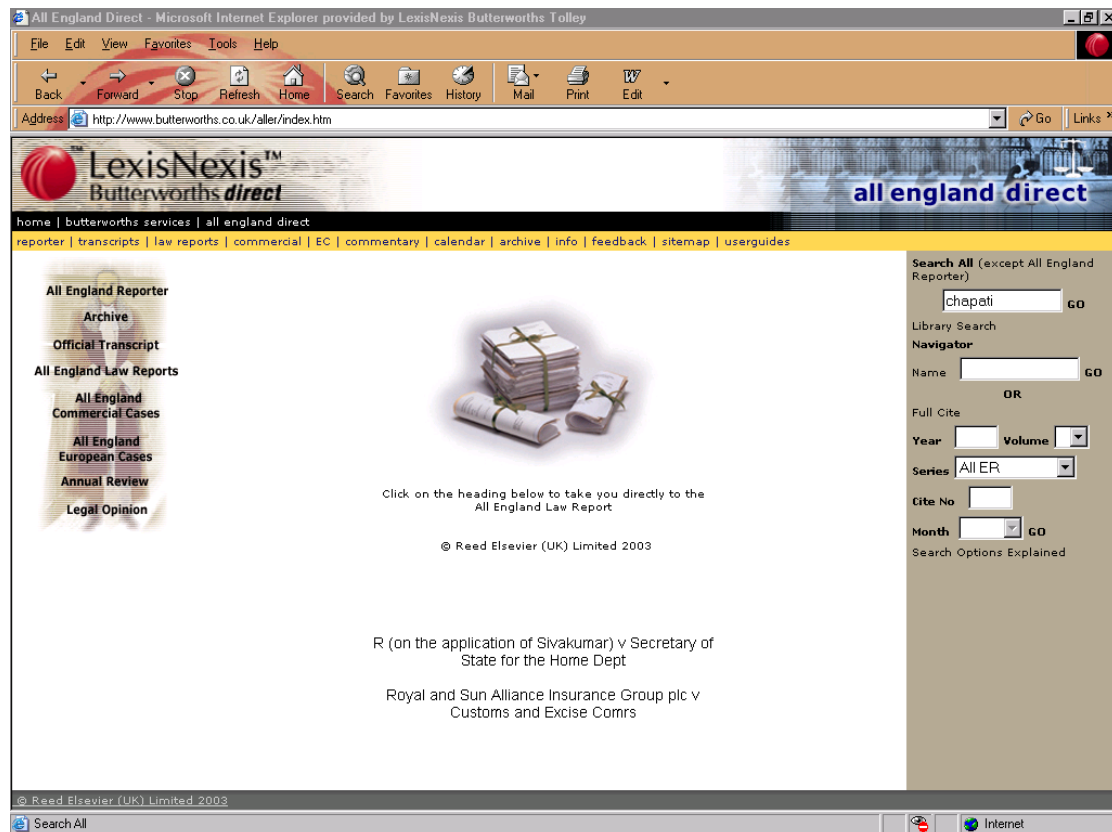 All England Direct - Microsoft Internet Explorer provided by LexisNexis Butterworths Tolley
File Edit View Favorites Tools Help
Back Forward Stop Refresh Home Search Favorites History Mail Print Edit
Address http://www.butterworths.co.uk/aller/index.htm Go Links »
LexisNexis™
Butterworths direct
all england direct
home | butterworths services | all england direct
reporter | transcripts | law reports | commercial | EC | commentary | calendar | archive | info | feedback | sitemap | userguides
All England Reporter
Archive
Official Transcript
All England Law Reports
All England
Commercial Cases
All England
European Cases
Annual Review
Legal Opinion
Click on the heading below to take you directly to the
All England Law Report
© Reed Elsevier (UK) Limited 2003
R (on the application of Sivakumar) v Secretary of
State for the Home Dept
Royal and Sun Alliance Insurance Group plc v
Customs and Excise Comrs
Search All (except All England
Reporter)
chapati GO
Library Search
Navigator
Name GO
OR
Full Cite
Year Volume
Series All ER
Cite No
Month GO
Search Options Explained
© Reed Elsevier (UK) Limited 2003
Search All Internet